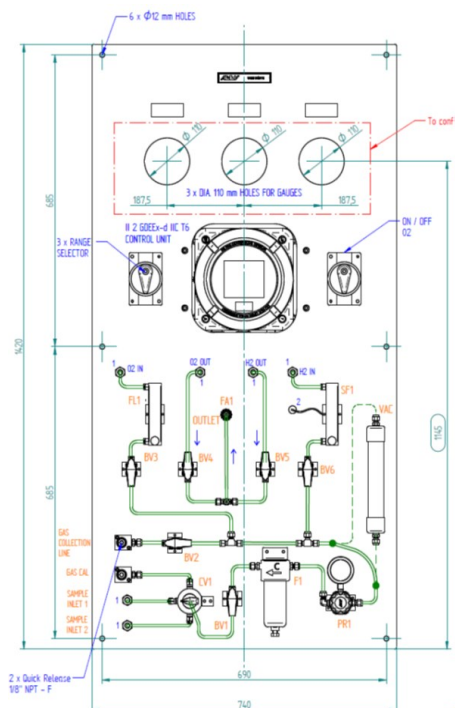 6 x Ø12 mm HOLES
To conf
Ø 110
Ø 110
Ø 110
187,5
3 x DIA. 110 mm HOLES FOR GAUGES
187,5
685
II 2 GDEEx-d IIC T6
CONTROL UNIT
3 x RANGE
SELECTOR
ON / OFF
O2
1420
1
O2 IN
O2 OUT
1
H2 OUT
1
1
H2 IN
FL1
FA1
SF1
2
OUTLET
VAC
1145
BV3
BV4
BV5
BV6
685
GAS
COLLECTION
LINE
BV2
GAS CAL
CV1
C
F1
SAMPLE
INLET 1
1
SAMPLE
INLET 2
1
BV1
PR1
2 x Quick Release
1/8" NPT - F
690
740